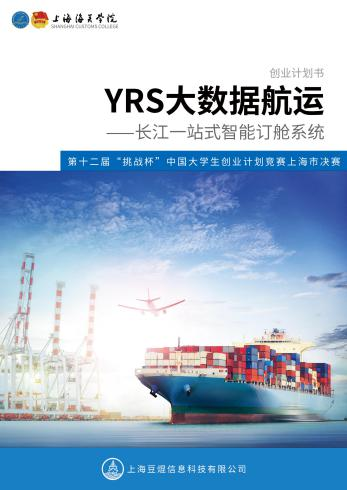 上海海关学院
SHANGHAI CUSTOMS COLLEGE
创业计划书
YRS大数据航运
——长江一站式智能订舱系统
第十二届“挑战杯”中国大学生创业计划竞赛上海市决赛
上海豆焜信息科技有限公司